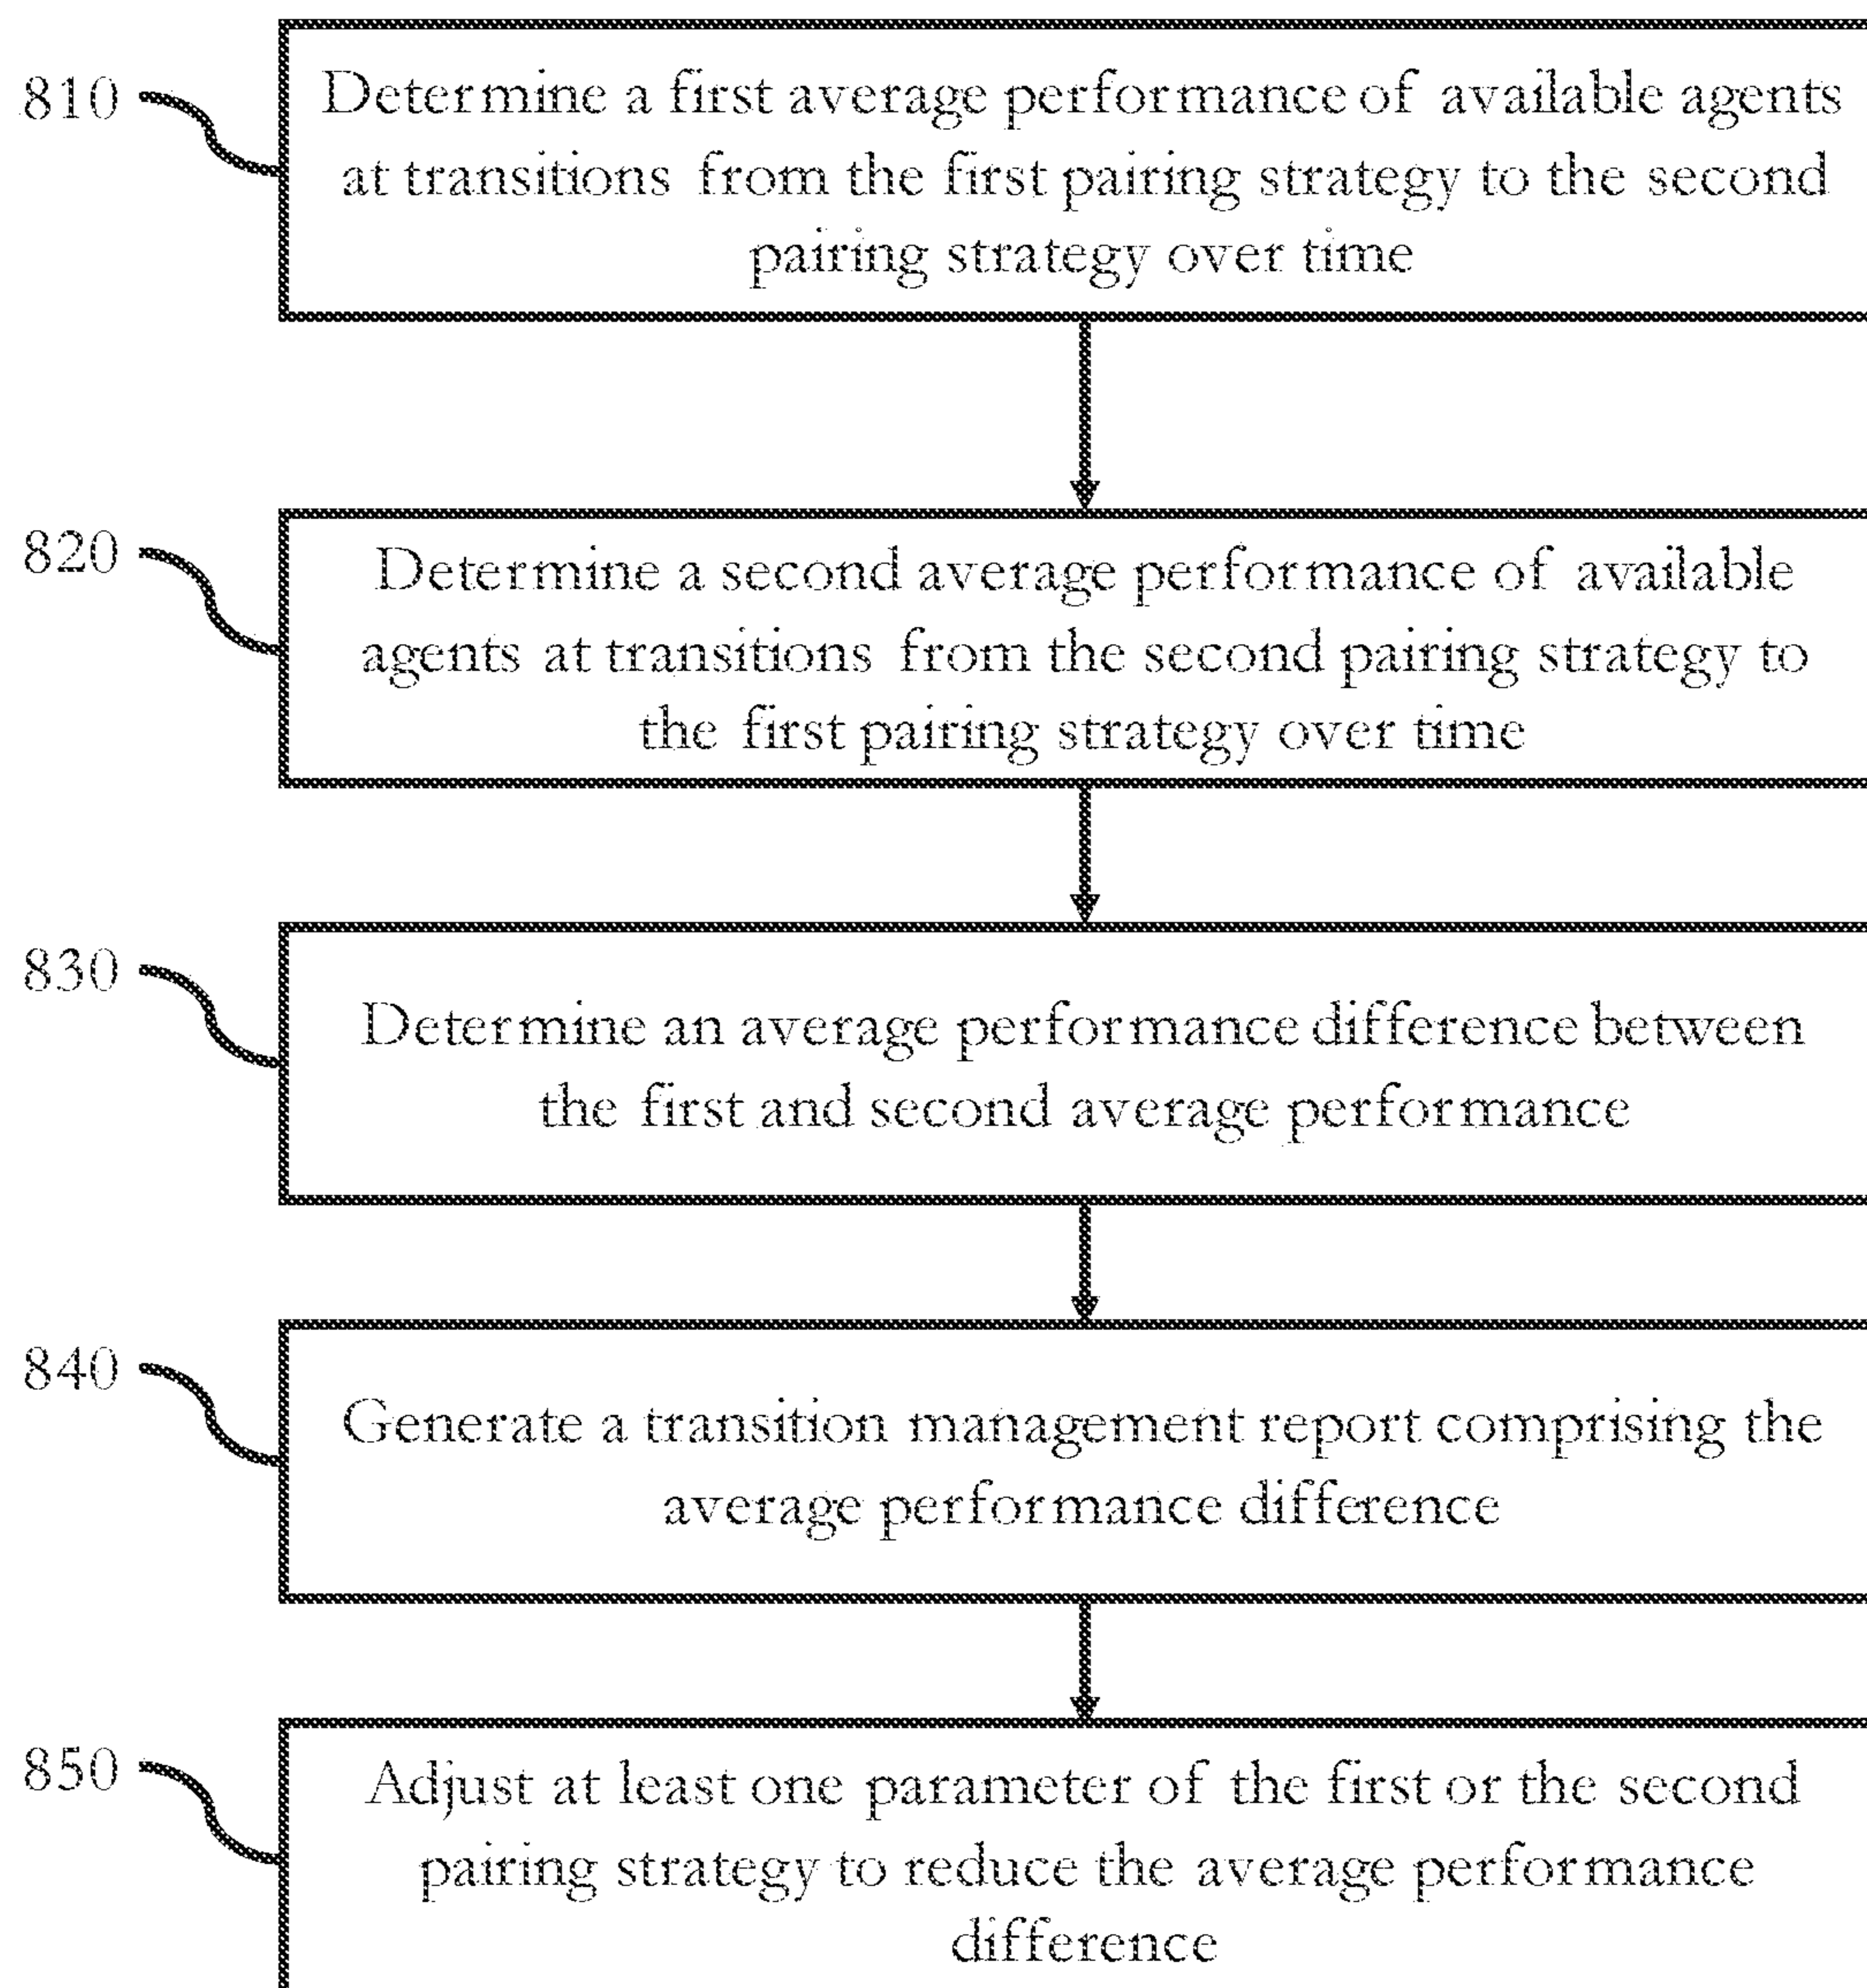 810
Determine a first average performance of available agents
at transitions from the first pairing strategy to the second
pairing strategy over time
820
Determine a second average performance of available
agents at transitions from the second pairing strategy to
the first pairing strategy over time
830
Determine an average performance difference between
the first and second average performance
840
Generate a transition management report comprising the
average performance difference
850
Adjust at least one parameter of the first or the second
pairing strategy to reduce the average performance
difference